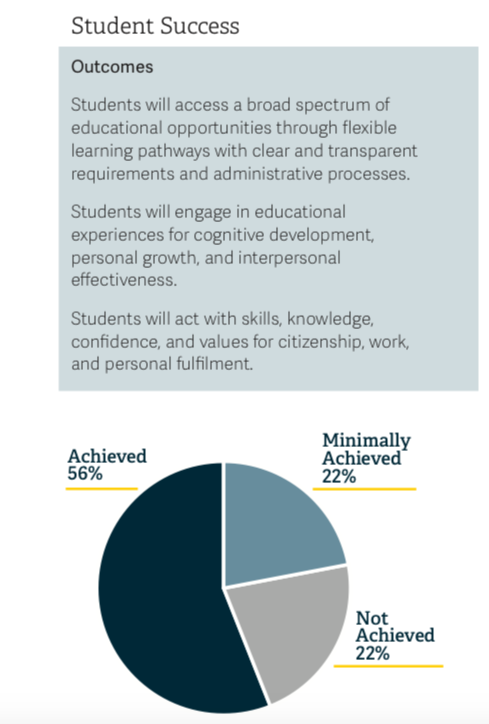 Student Success
Outcomes
Students will access a broad spectrum of
educational opportunities through flexible
learning pathways with clear and transparent
requirements and administrative processes.
Students will engage in educational
experiences for cognitive development,
personal growth, and interpersonal
effectiveness.
Students will act with skills, knowledge,
confidence, and values for citizenship, work,
and personal fulfilment.
Achieved
56%
Minimally
Achieved
22%
Not
Achieved
22%